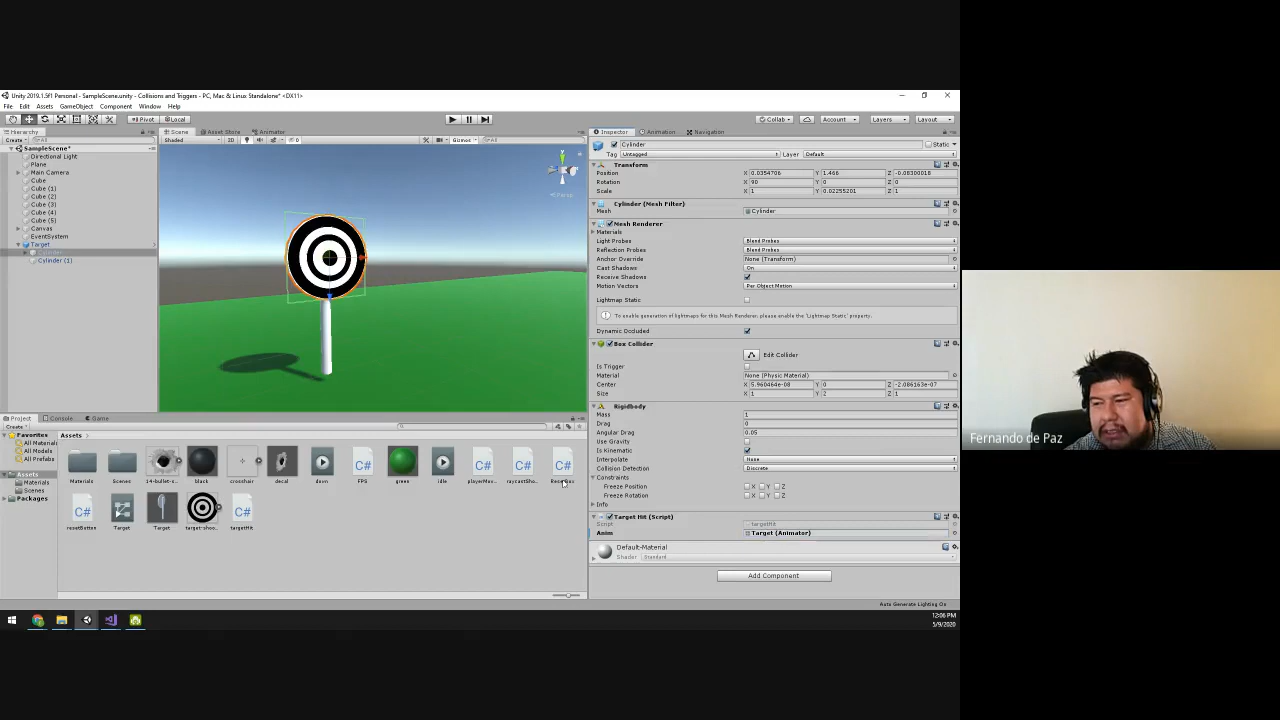 Unity 2019.1.5f1 Personal - SampleScene.unity - Collisions and Triggers - PC, Mac & Linux Standalone* <DX11>
File Edit Assets GameObject Component Window Help
Pivot Local Collab Account Layers Layout
Hierarchy Scene Asset Store Animator Inspector Animation Navigation
Create All Shaded 2D Gizmos All
SampleScene*
Directional Light
Plane
Main Camera
Cube
Cube (1)
Cube (2)
Cube (3)
Cube (4)
Cube (5)
Canvas
EventSystem
Target
Cylinder
Cylinder (1)
Persp
Cylinder Static
Tag Untagged Layer Default
Transform
Position X 0.0354706 Y 1.466 Z -0.08300018
Rotation X 90 Y 0 Z 0
Scale X 1 Y 0.02255201 Z 1
Cylinder (Mesh Filter)
Mesh Cylinder
Mesh Renderer
Materials
Light Probes Blend Probes
Reflection Probes Blend Probes
Anchor Override None (Transform)
Cast Shadows On
Receive Shadows
Motion Vectors Per Object Motion
Lightmap Static
To enable generation of lightmaps for this Mesh Renderer, please enable the 'Lightmap Static' property.
Dynamic Occluded
Box Collider
Edit Collider
Is Trigger
Material None (Physic Material)
Center X 5.960464e-08 Y 0 Z -2.086163e-07
Size X 1 Y 2 Z 1
Rigidbody
Mass 1
Drag 0
Angular Drag 0.05
Use Gravity
Is Kinematic
Interpolate None
Collision Detection Discrete
Constraints
Freeze Position X Y Z
Freeze Rotation X Y Z
Info
Target Hit (Script)
Script targetHit
Anim Target (Animator)
Default-Material
Shader Standard
Add Component
Project Console Game
Create
Favorites
All Materials
All Models
All Prefabs
Assets
Materials
Scenes
Packages
Assets
Materials Scenes 14-bullet-... black crosshair decal down FPS green idle playerMov... raycastSho...
resetButton Target Target target-shoo... targetHit
Auto Generate Lighting On
12:06 PM
5/9/2020
Fernando de Paz